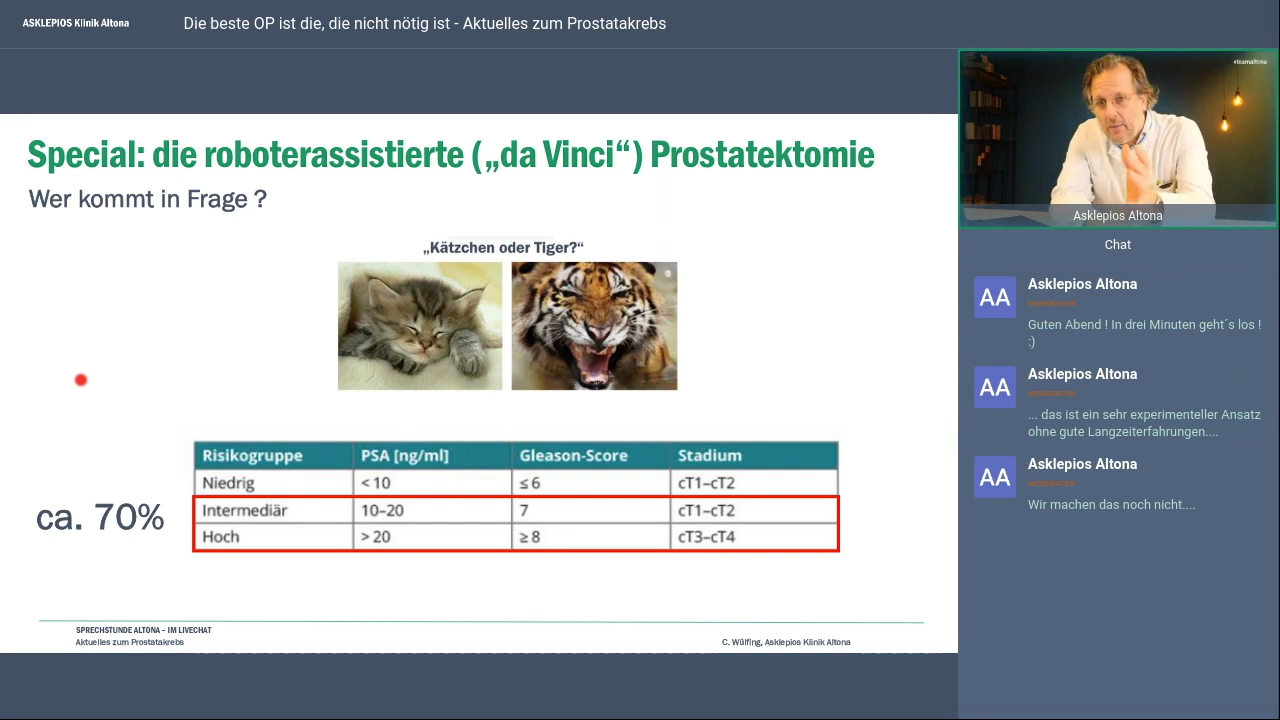 ASKLEPIOS Klinik Altona
Die beste OP ist die, die nicht nötig ist - Aktuelles zum Prostatakrebs
#teamaltona
Special: die roboterassistierte („da Vinci“) Prostatektomie
Wer kommt in Frage ?
„Kätzchen oder Tiger?“
Risikogruppe PSA [ng/ml] Gleason-Score Stadium
Niedrig < 10 ≤ 6 cT1–cT2
Intermediär 10–20 7 cT1–cT2
Hoch > 20 ≥ 8 cT3–cT4
ca. 70%
SPRECHSTUNDE ALTONA – IM LIVECHAT
Aktuelles zum Prostatakrebs
C. Wülfing, Asklepios Klinik Altona
Asklepios Altona
Chat
AA
Asklepios Altona
MODERATOR
Guten Abend ! In drei Minuten geht´s los !
:)
AA
Asklepios Altona
MODERATOR
... das ist ein sehr experimenteller Ansatz
ohne gute Langzeiterfahrungen....
AA
Asklepios Altona
MODERATOR
Wir machen das noch nicht....